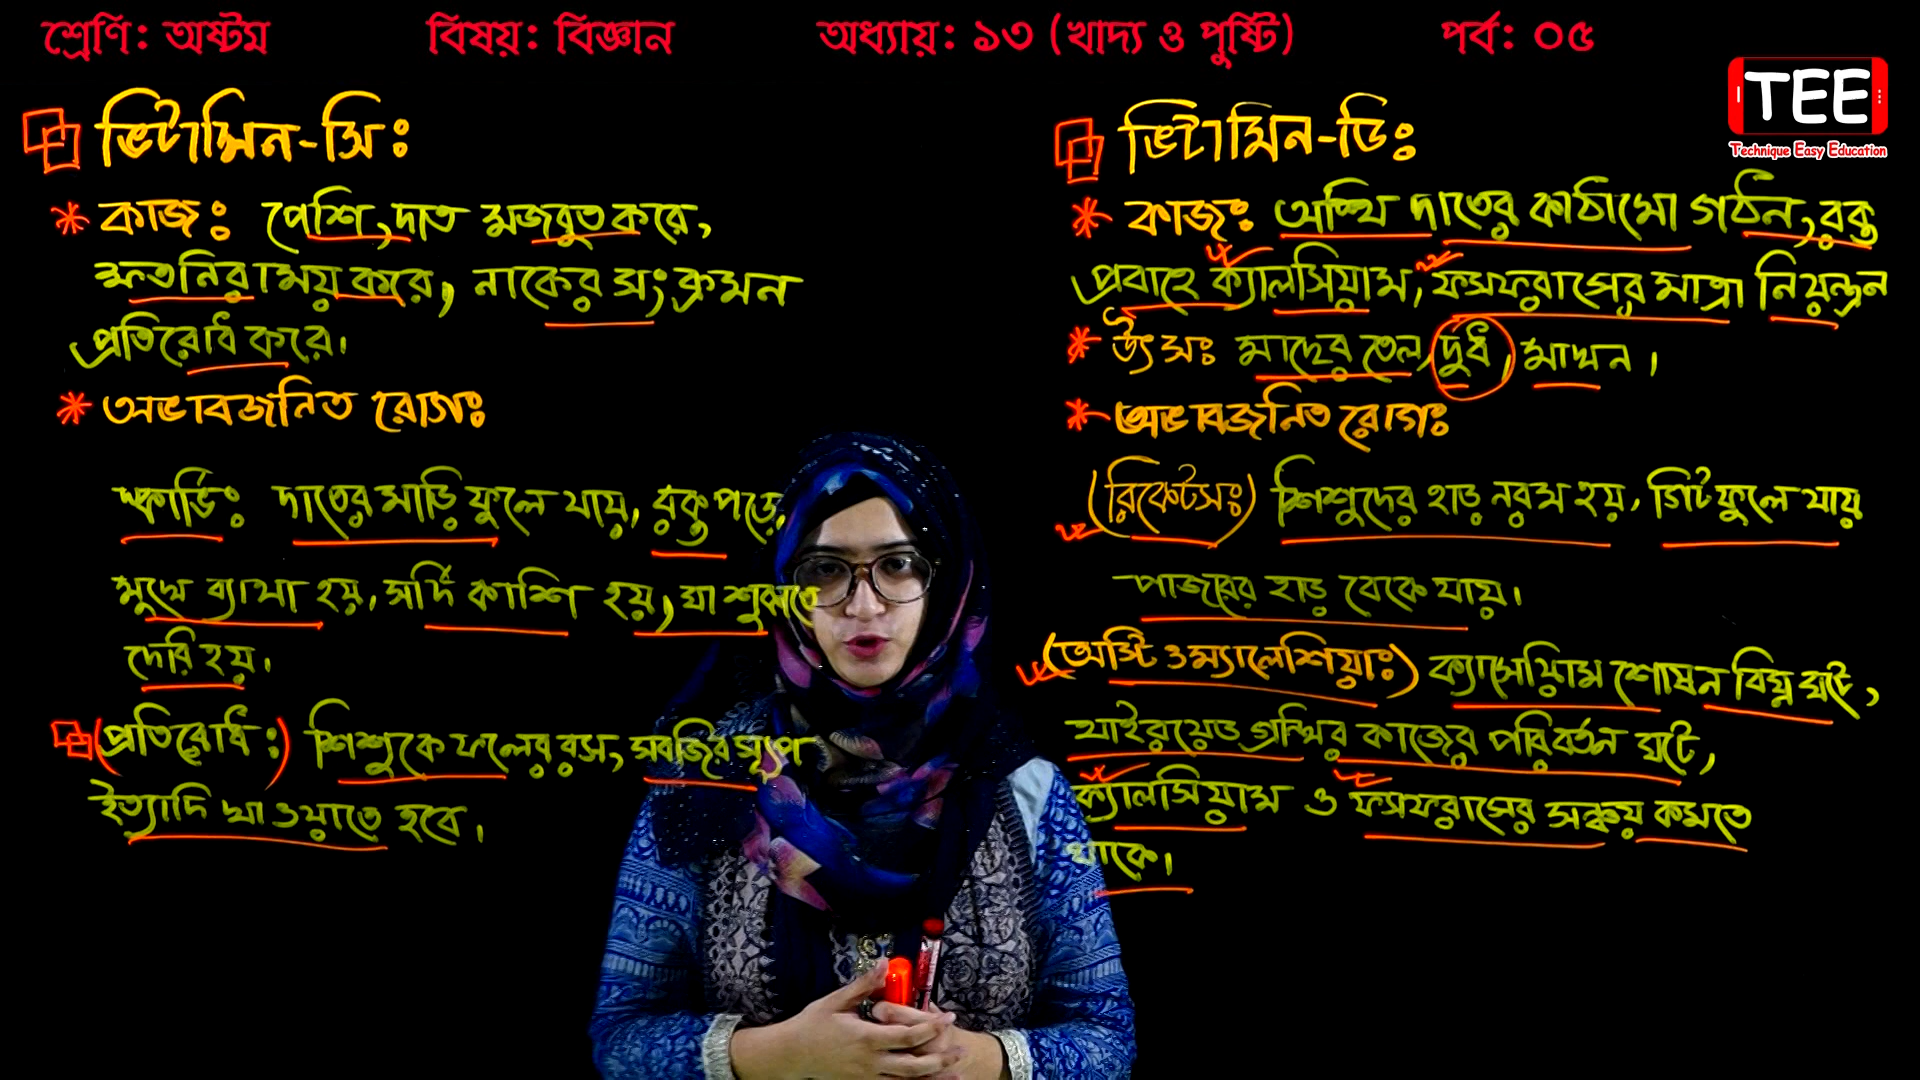 শ্রেণি: অষ্টম বিষয়: বিজ্ঞান অধ্যায়: ১৩ (খাদ্য ও পুষ্টি) পর্ব: ০৫
TEE
Technique Easy Education
ভিটামিন-সিঃ
* কাজঃ পেশি, দাত মজবুত করে,
ক্ষতনিরাময় করে, নাকের সংক্রমন
প্রতিরোধ করে।
* অভাবজনিত রোগঃ
স্কার্ভিঃ দাতের মাড়ি ফুলে যায়, রক্ত পড়ে,
মুখে ব্যাথা হয়, সর্দি কাশি হয়, ঘা শুকাতে
দেরি হয়।
(প্রতিরোধঃ) শিশুকে ফলের রস, সবজির স্যুপ
ইত্যাদি খাওয়াতে হবে।
ভিটামিন-ডিঃ
* কাজঃ অস্থি দাতের কাঠামো গঠন, রক্ত
প্রবাহে ক্যালসিয়াম, ফসফরাসের মাত্রা নিয়ন্ত্রন
* উৎসঃ মাছের তেল, দুধ, মাখন।
* অভাবজনিত রোগঃ
(রিকেটসঃ) শিশুদের হাড় নরম হয়, গিট ফুলে যায়
পাজরের হাড় বেকে যায়।
(অস্টিওম্যালেশিয়াঃ) ক্যাসেয়িাম শোষন বিঘ্ন ঘটে,
থাইরয়েড গ্রন্থির কাজের পরিবর্তন ঘটে,
ক্যালসিয়াম ও ফসফরাসের সঞ্চয় কমতে
থাকে।